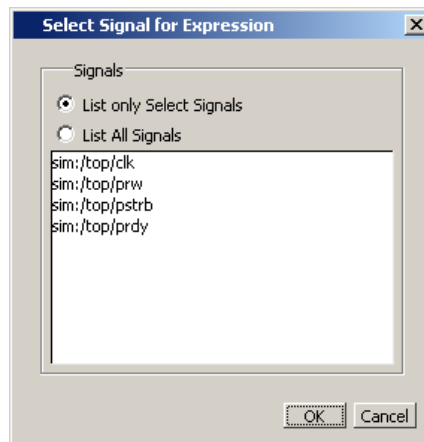 Select Signal for Expression
Signals
List only Select Signals
List All Signals
sim:/top/clk
sim:/top/prw
sim:/top/pstrb
sim:/top/prdy
OK Cancel